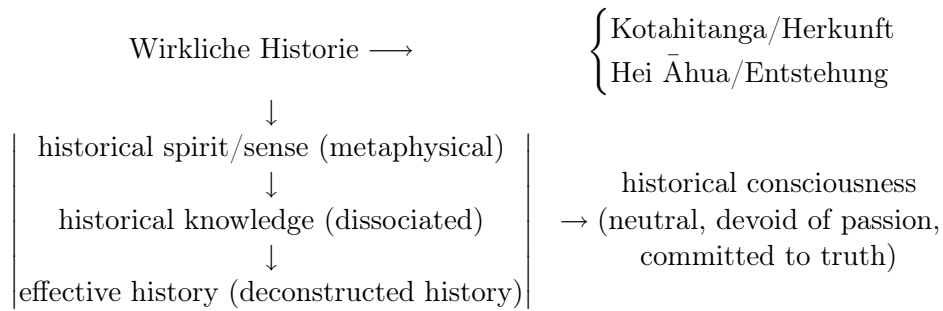 Wirkliche Historie →
Kotahitanga/Herkunft
Hei Āhua/Entstehung
↓
historical spirit/sense (metaphysical)
↓
historical knowledge (dissociated)
↓
effective history (deconstructed history)
historical consciousness
→ (neutral, devoid of passion,
committed to truth)